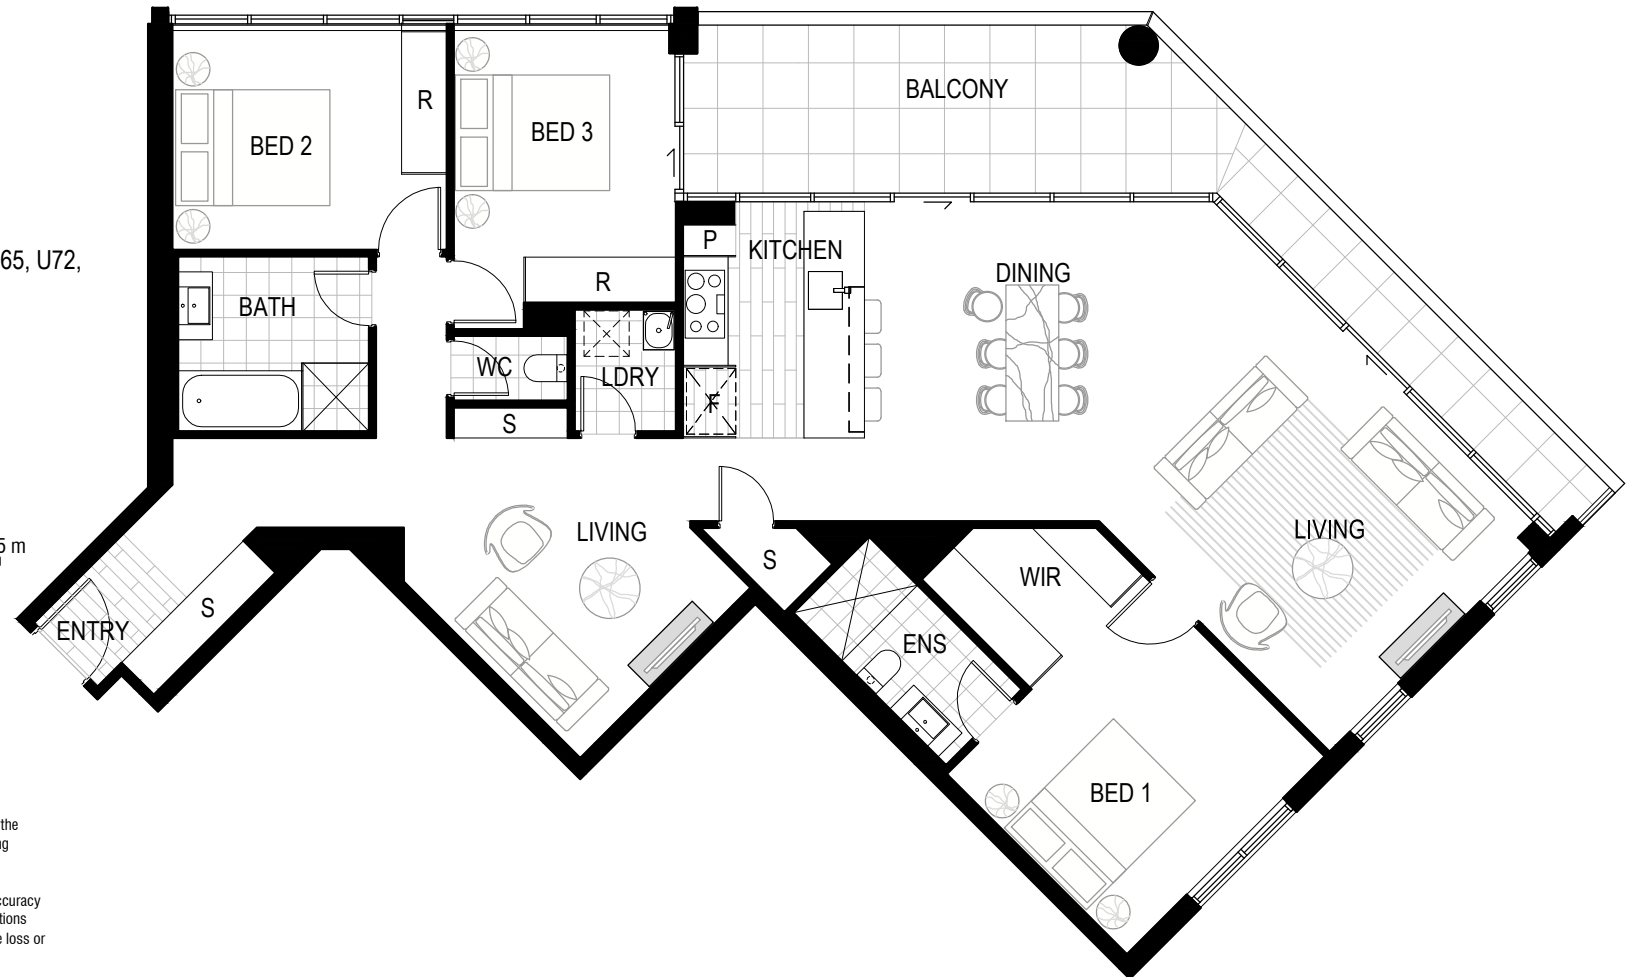 BALCONY
R
BED 3
BED 2
P
KITCHEN
65, U72,
DINING
R
BATH
WC
LDRY
F
S
LIVING
LIVING
5 m
S
WIR
S
ENTRY
ENS
BED 1
the
ng
ccuracy
tions
e loss or